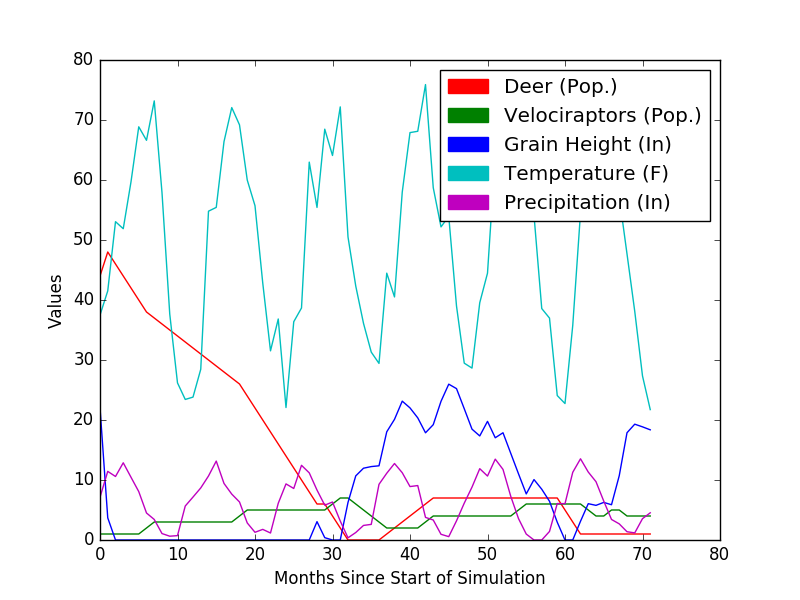 80
70
60
50
40
30
20
10
0
Values
Deer (Pop.)
Velociraptors (Pop.)
Grain Height (In)
Temperature (F)
Precipitation (In)
0 10 20 30 40 50 60 70 80
Months Since Start of Simulation